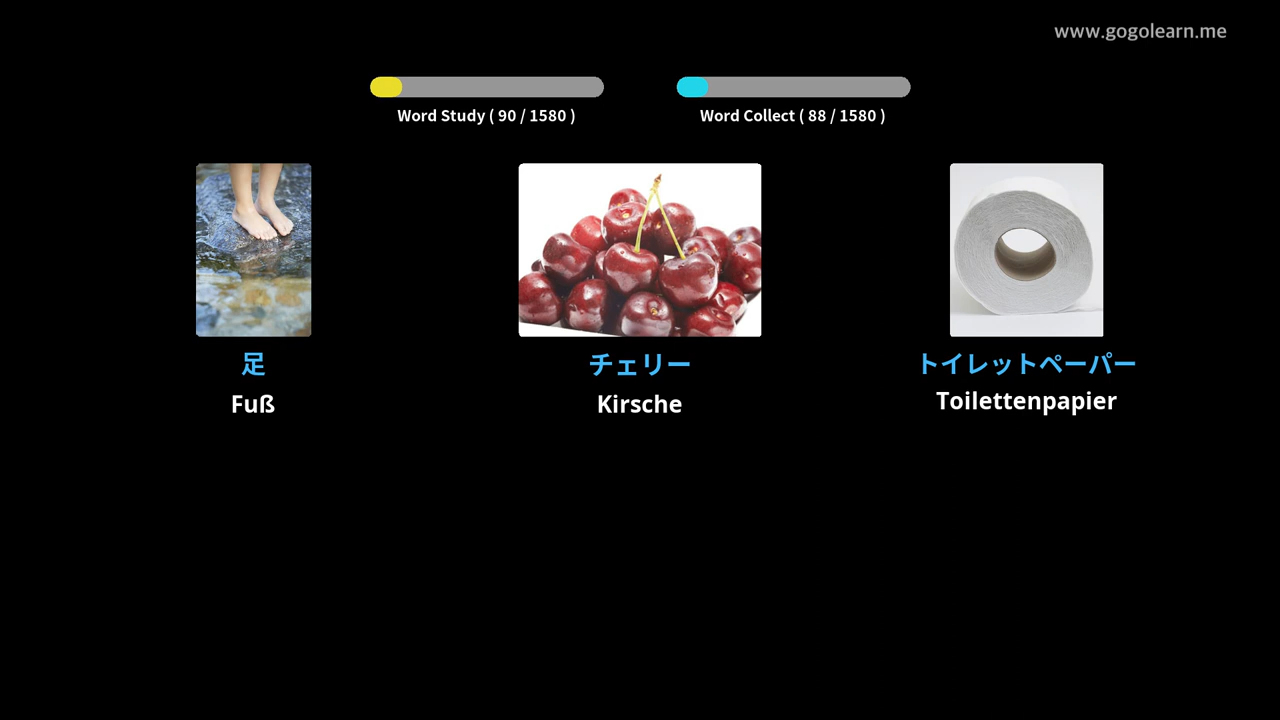 www.gogolearn.me
Word Study ( 90 / 1580 )
Word Collect ( 88 / 1580 )
足
Fuß
チェリー
Kirsche
トイレットペーパー
Toilettenpapier